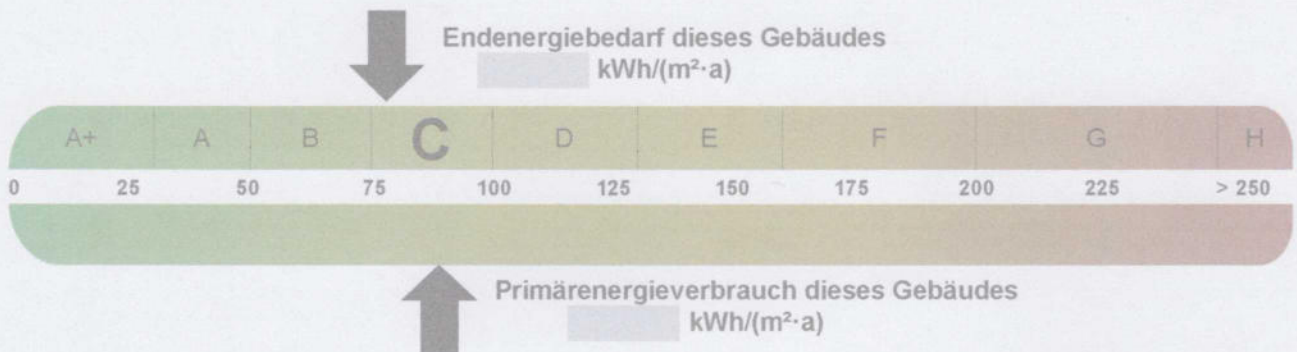 Endenergiebedarf dieses Gebäudes
kWh/(m²·a)
A+ A B C D E F G H
0 25 50 75 100 125 150 175 200 225 > 250
Primärenergieverbrauch dieses Gebäudes
kWh/(m²·a)